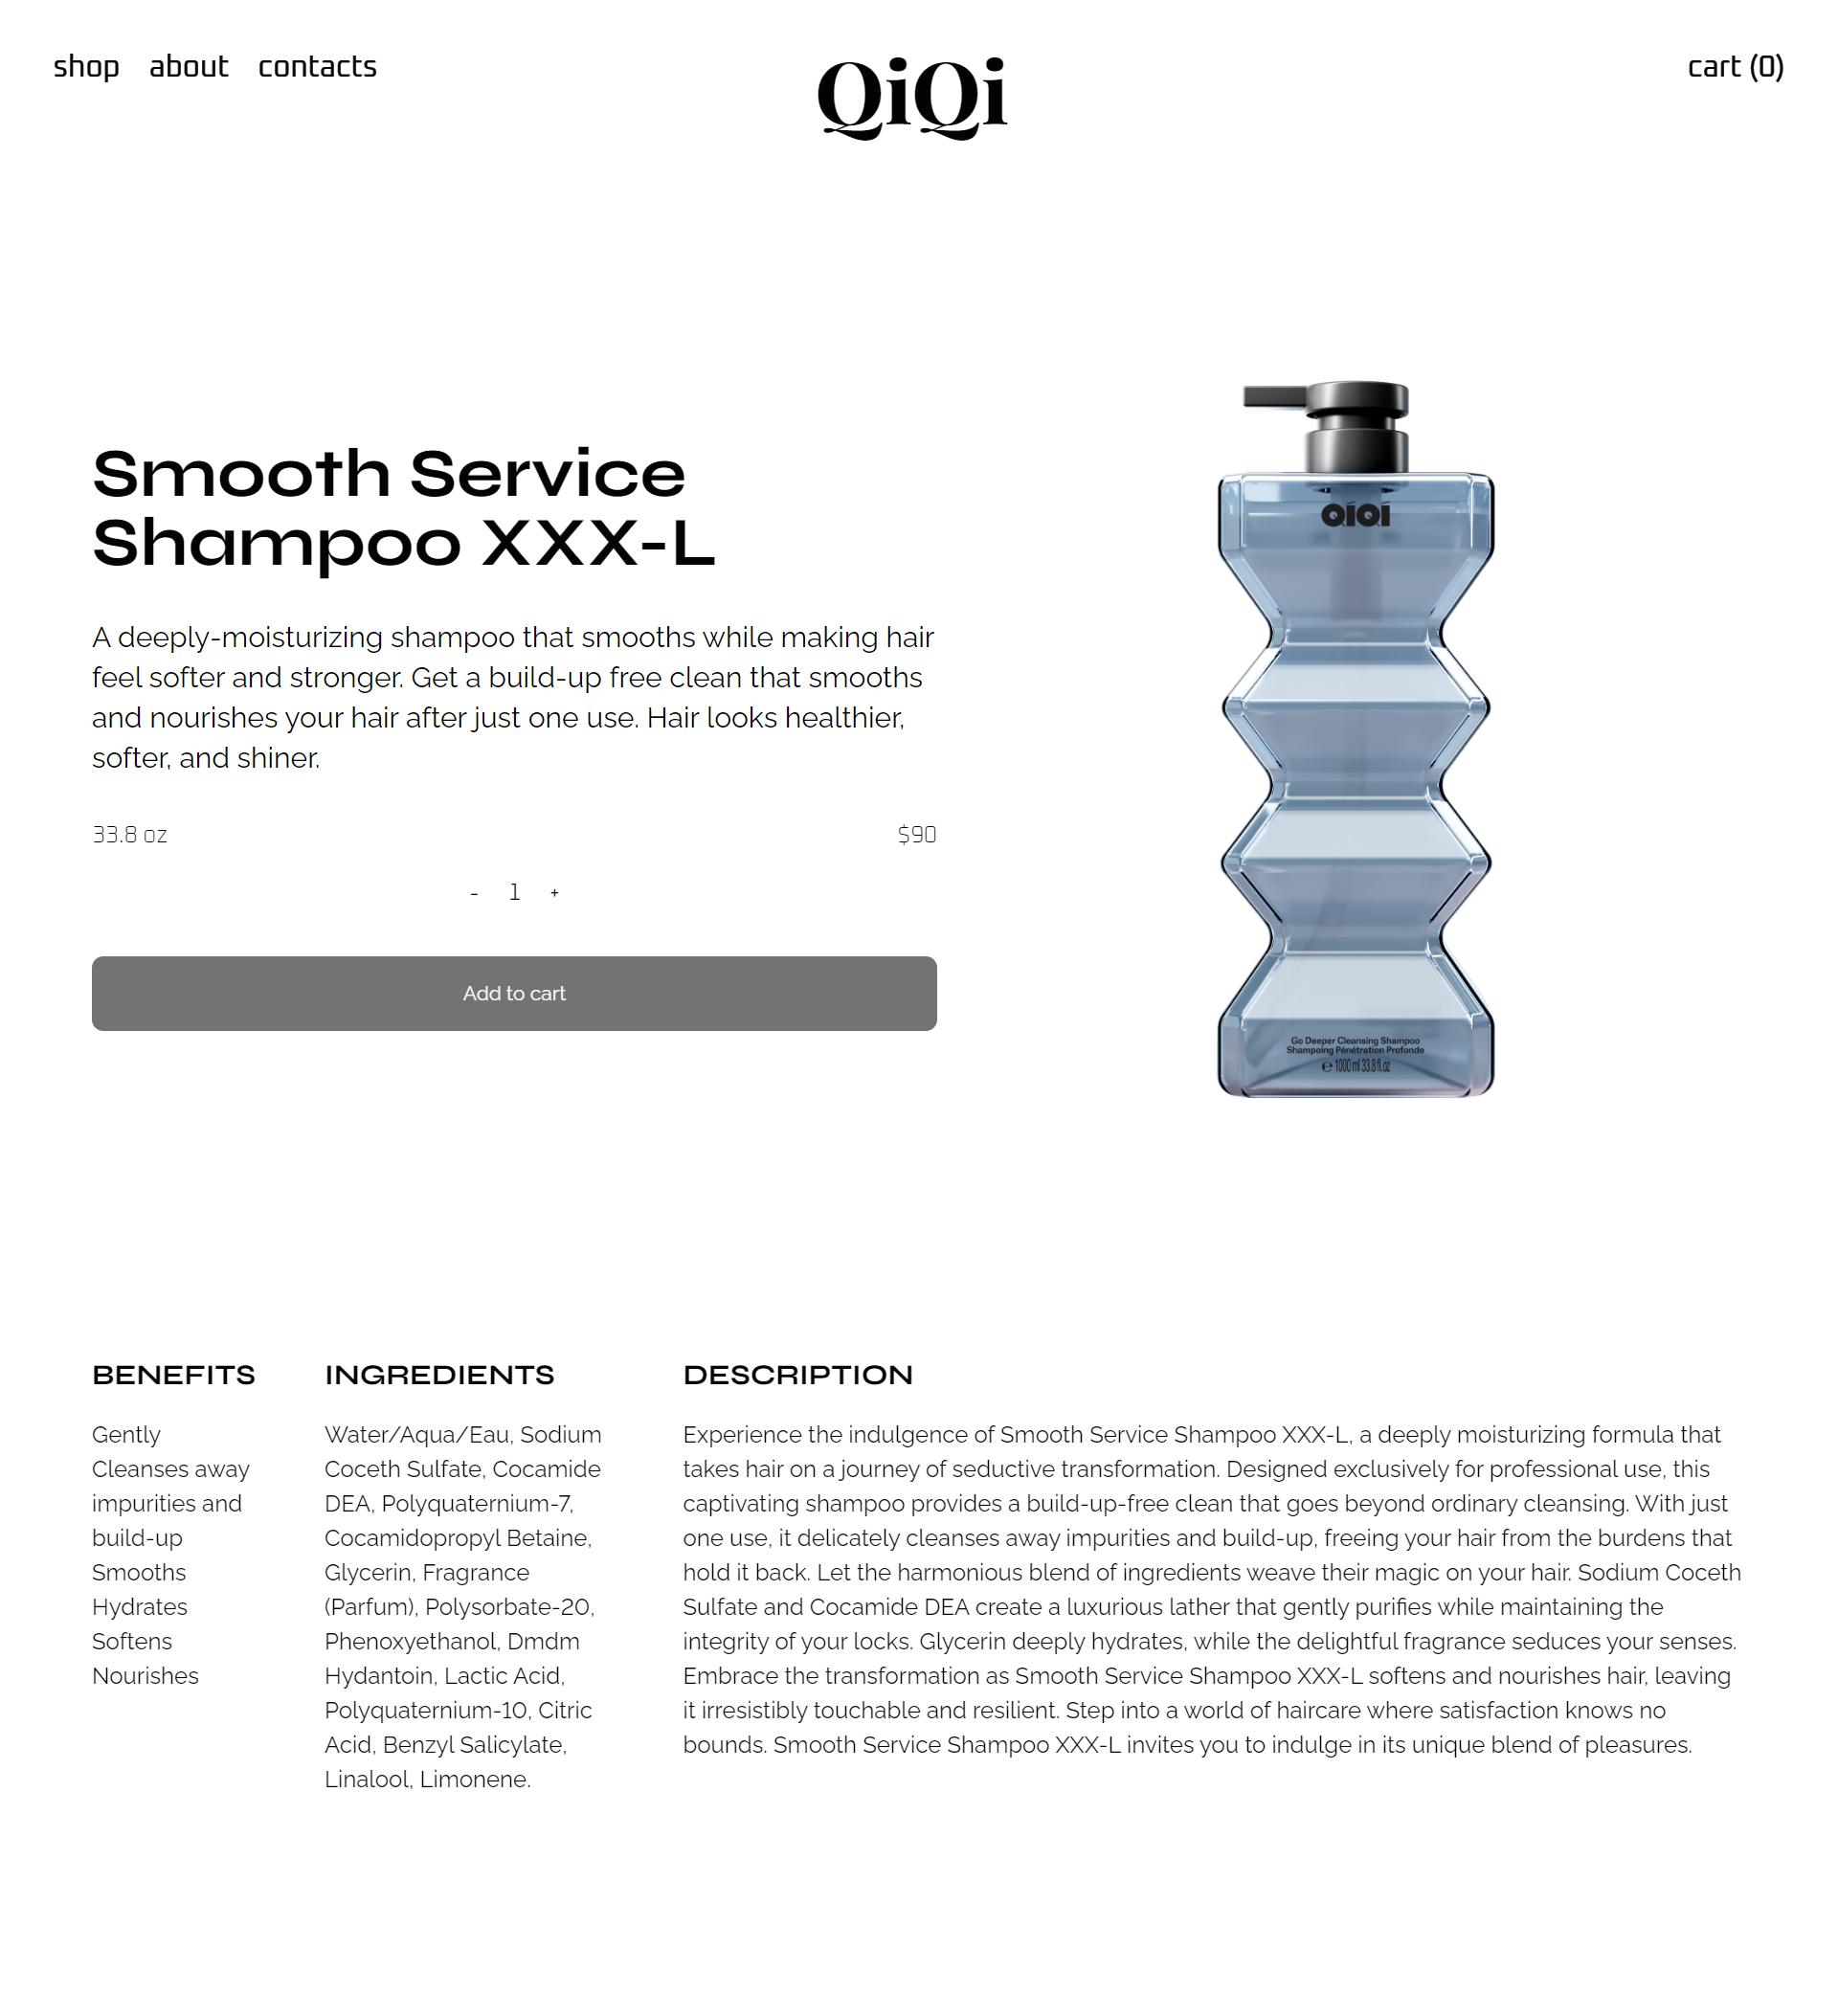 shop about contacts
QiQi
cart (0)
Smooth Service
Shampoo XXX-L
A deeply-moisturizing shampoo that smooths while making hair
feel softer and stronger. Get a build-up free clean that smooths
and nourishes your hair after just one use. Hair looks healthier,
softer, and shiner.
33.8 oz $90
- 1 +
Add to cart
QíQí
Go Deeper Cleansing Shampoo
Shampoing Pénétration Profonde
℮ 1000 ml 33.8 fl.oz
BENEFITS
Gently
Cleanses away
impurities and
build-up
Smooths
Hydrates
Softens
Nourishes
INGREDIENTS
Water/Aqua/Eau, Sodium
Coceth Sulfate, Cocamide
DEA, Polyquaternium-7,
Cocamidopropyl Betaine,
Glycerin, Fragrance
(Parfum), Polysorbate-20,
Phenoxyethanol, Dmdm
Hydantoin, Lactic Acid,
Polyquaternium-10, Citric
Acid, Benzyl Salicylate,
Linalool, Limonene.
DESCRIPTION
Experience the indulgence of Smooth Service Shampoo XXX-L, a deeply moisturizing formula that
takes hair on a journey of seductive transformation. Designed exclusively for professional use, this
captivating shampoo provides a build-up-free clean that goes beyond ordinary cleansing. With just
one use, it delicately cleanses away impurities and build-up, freeing your hair from the burdens that
hold it back. Let the harmonious blend of ingredients weave their magic on your hair. Sodium Coceth
Sulfate and Cocamide DEA create a luxurious lather that gently purifies while maintaining the
integrity of your locks. Glycerin deeply hydrates, while the delightful fragrance seduces your senses.
Embrace the transformation as Smooth Service Shampoo XXX-L softens and nourishes hair, leaving
it irresistibly touchable and resilient. Step into a world of haircare where satisfaction knows no
bounds. Smooth Service Shampoo XXX-L invites you to indulge in its unique blend of pleasures.